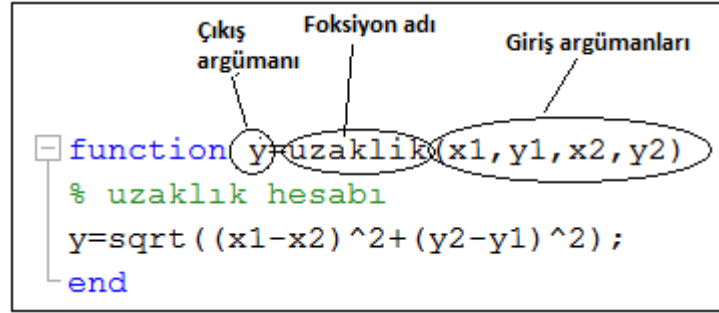 Çıkış
argümanı
Foksiyon adı
Giriş argümanları
function y=uzaklik(x1,y1,x2,y2)
% uzaklık hesabı
y=sqrt((x1-x2)^2+(y2-y1)^2);
end